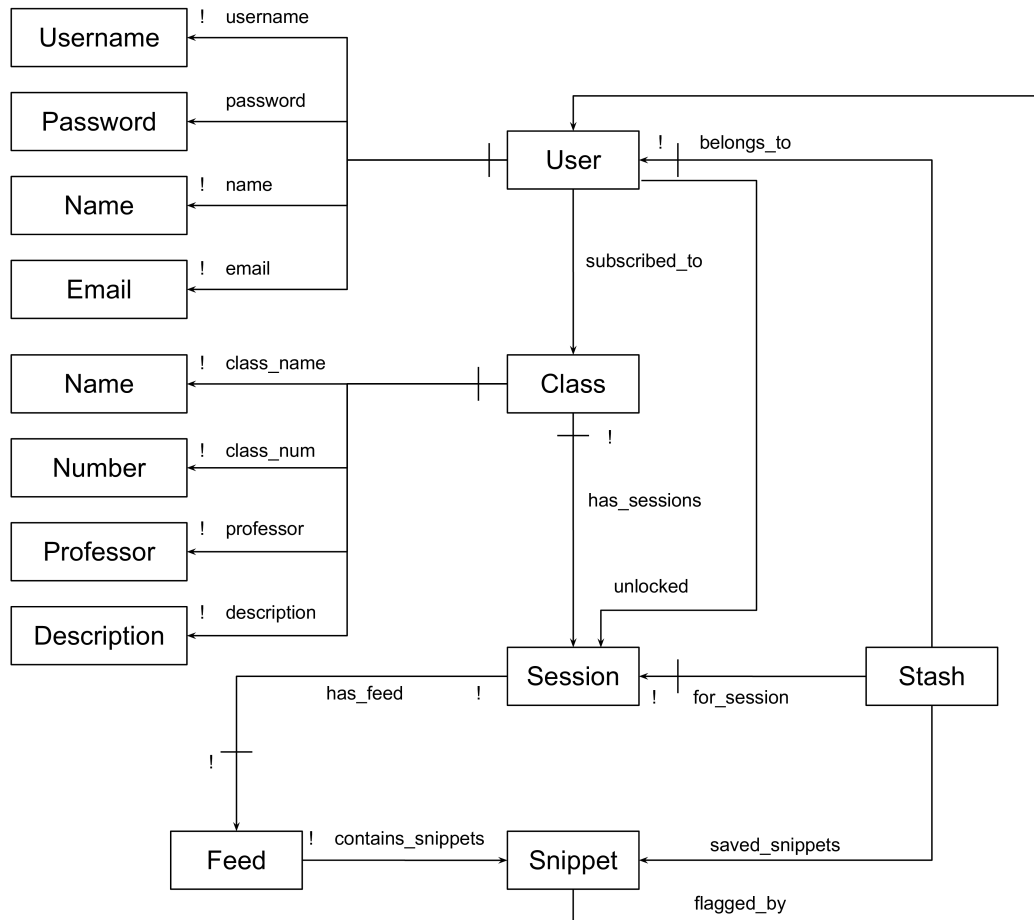 ! username
Username
! password
Password
User
! belongs_to
! name
Name
subscribed_to
! email
Email
! class_name
Name
Class
!
! class_num
Number
has_sessions
! professor
Professor
unlocked
! description
Description
Session
Stash
has_feed !
! for_session
!
! contains_snippets
Feed
Snippet
saved_snippets
flagged_by